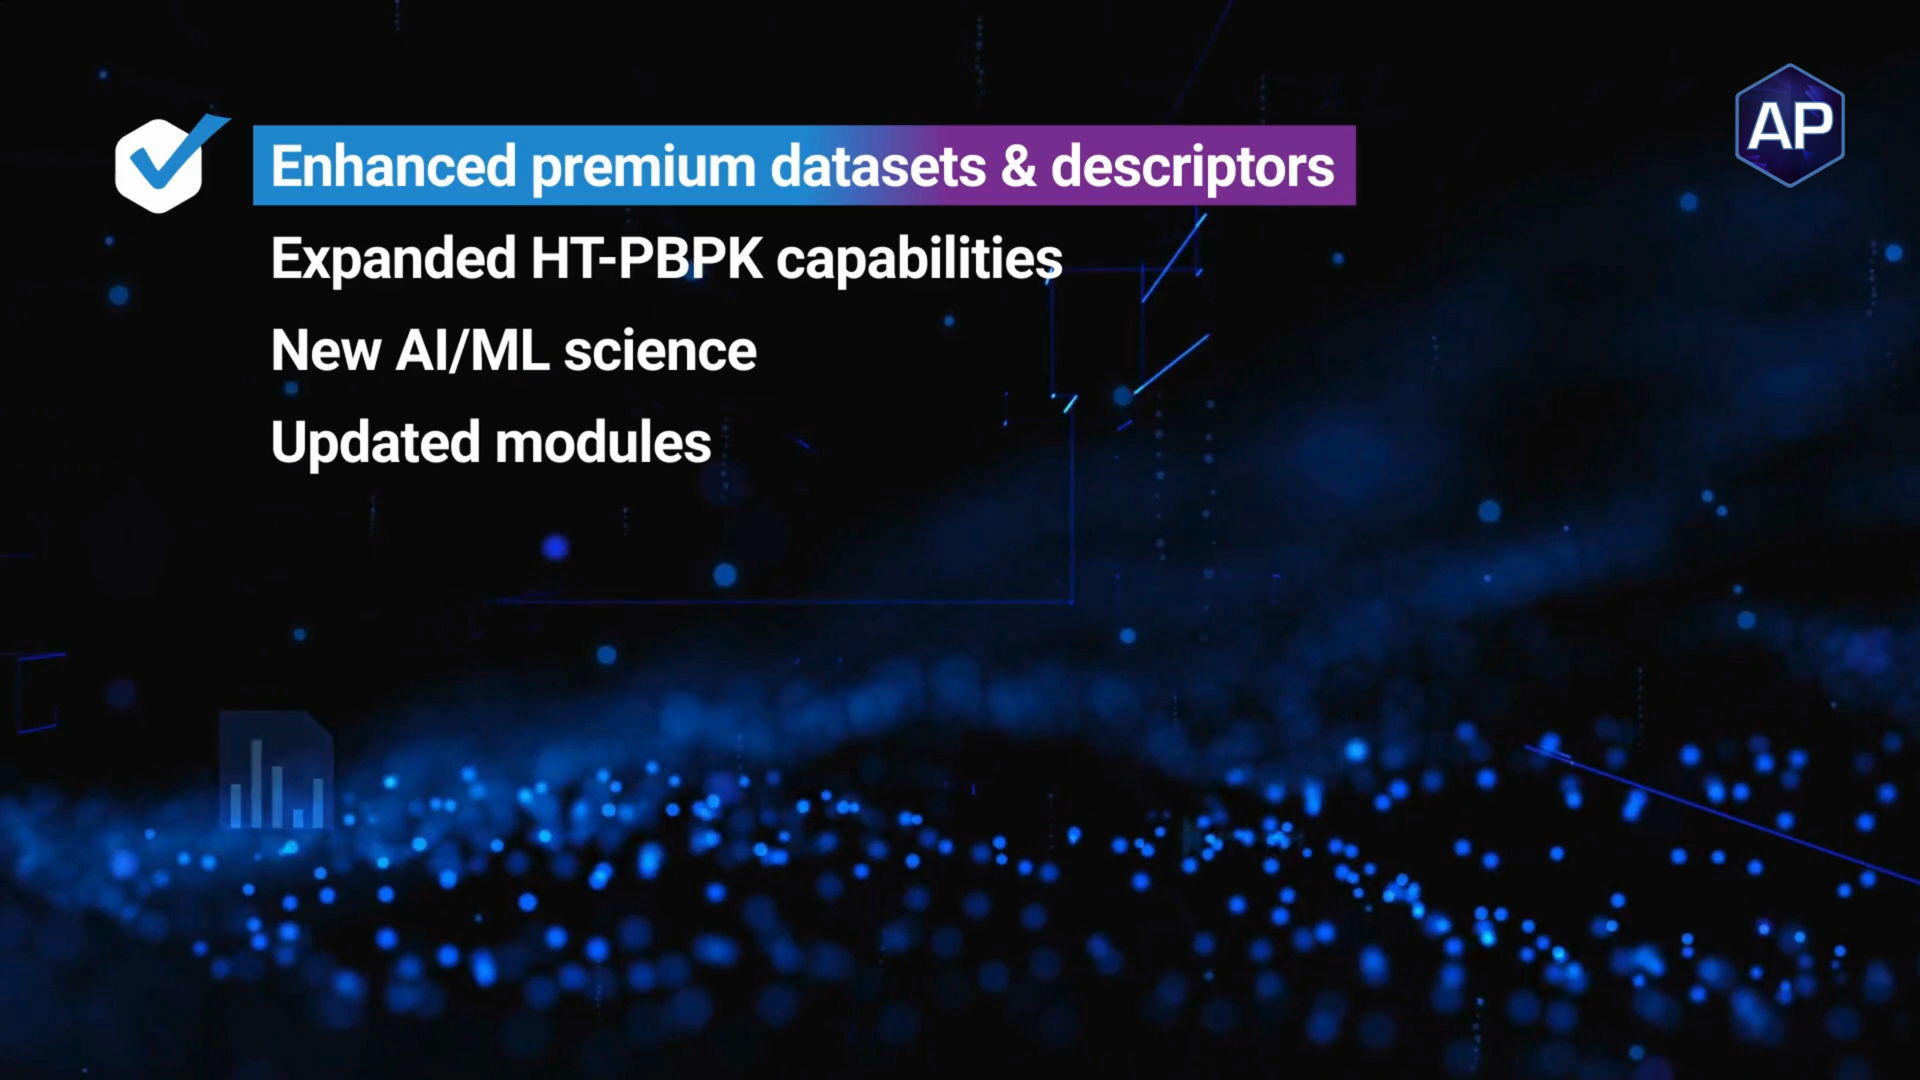 AP
Enhanced premium datasets & descriptors
Expanded HT-PBPK capabilities
New AI/ML science
Updated modules